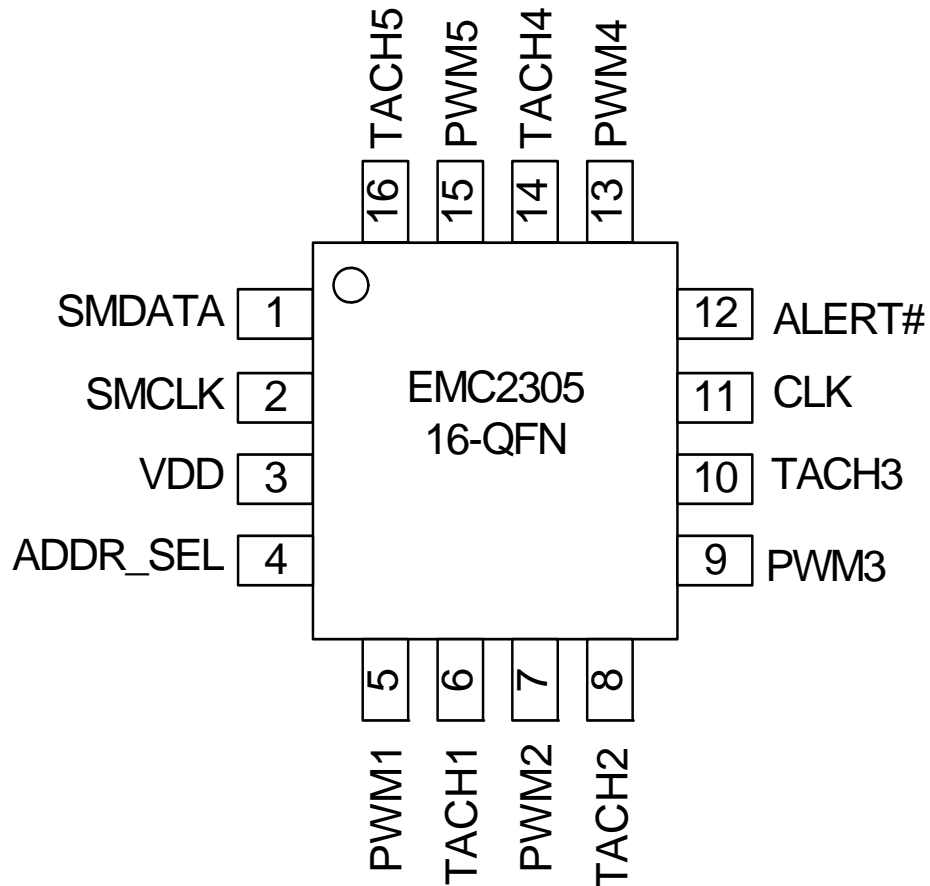 TACH5
PWM5
TACH4
PWM4
16
15
14
13
SMDATA 1
12 ALERT#
SMCLK 2
EMC2305
11 CLK
16-QFN
VDD 3
10 TACH3
ADDR_SEL 4
9 PWM3
5
6
7
8
PWM1
TACH1
PWM2
TACH2